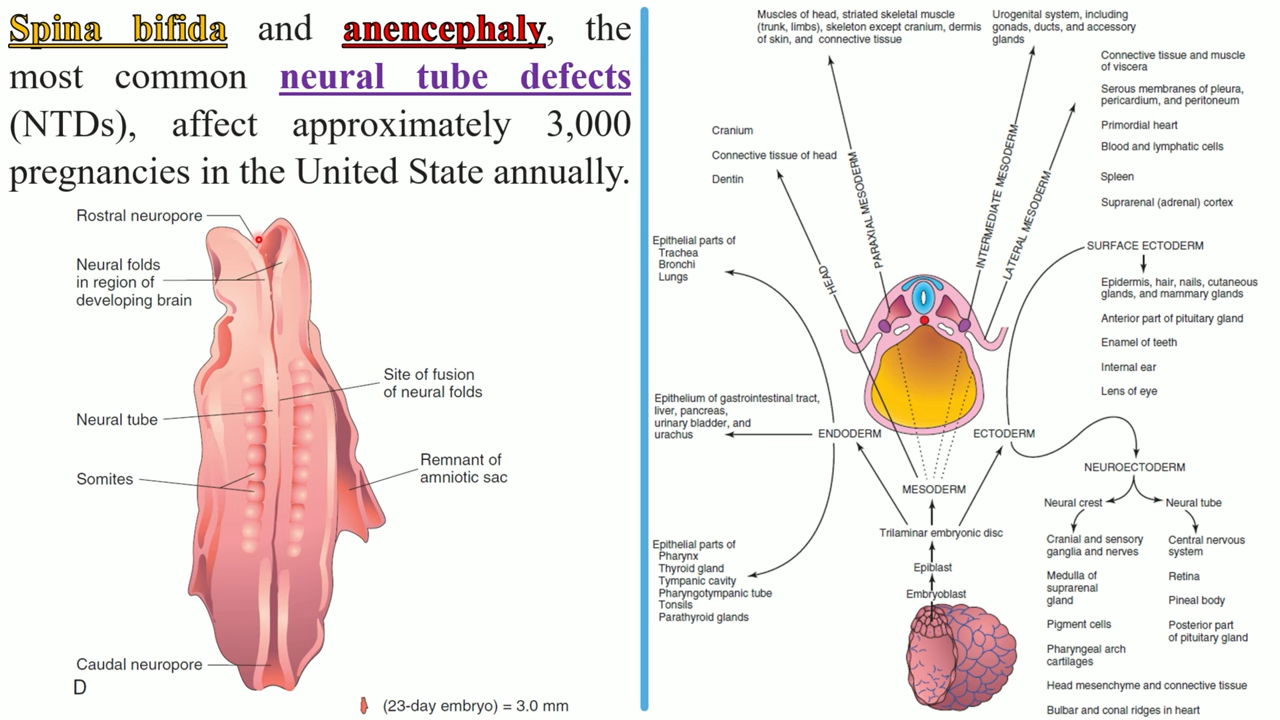 Spina bifida and anencephaly, the
most common neural tube defects
(NTDs), affect approximately 3,000
pregnancies in the United State annually.
Rostral neuropore
Neural folds
in region of
developing brain
Site of fusion
of neural folds
Neural tube
Somites
Remnant of
amniotic sac
Caudal neuropore
D
(23-day embryo) = 3.0 mm
Muscles of head, striated skeletal muscle
(trunk, limbs), skeleton except cranium, dermis
of skin, and connective tissue
Urogenital system, including
gonads, ducts, and accessory
glands
Connective tissue and muscle
of viscera
Serous membranes of pleura,
pericardium, and peritoneum
Primordial heart
Blood and lymphatic cells
Spleen
Suprarenal (adrenal) cortex
Cranium
Connective tissue of head
Dentin
HEAD
PARAXIAL MESODERM
INTERMEDIATE MESODERM
LATERAL MESODERM
SURFACE ECTODERM
Epidermis, hair, nails, cutaneous
glands, and mammary glands
Anterior part of pituitary gland
Enamel of teeth
Internal ear
Lens of eye
Epithelial parts of
Trachea
Bronchi
Lungs
Epithelium of gastrointestinal tract,
liver, pancreas,
urinary bladder, and
urachus
ENDODERM
ECTODERM
MESODERM
Trilaminar embryonic disc
Epiblast
Embryoblast
Epithelial parts of
Pharynx
Thyroid gland
Tympanic cavity
Pharyngotympanic tube
Tonsils
Parathyroid glands
NEUROECTODERM
Neural crest
Neural tube
Cranial and sensory
ganglia and nerves
Medulla of
suprarenal
gland
Pigment cells
Pharyngeal arch
cartilages
Head mesenchyme and connective tissue
Bulbar and conal ridges in heart
Central nervous
system
Retina
Pineal body
Posterior part
of pituitary gland